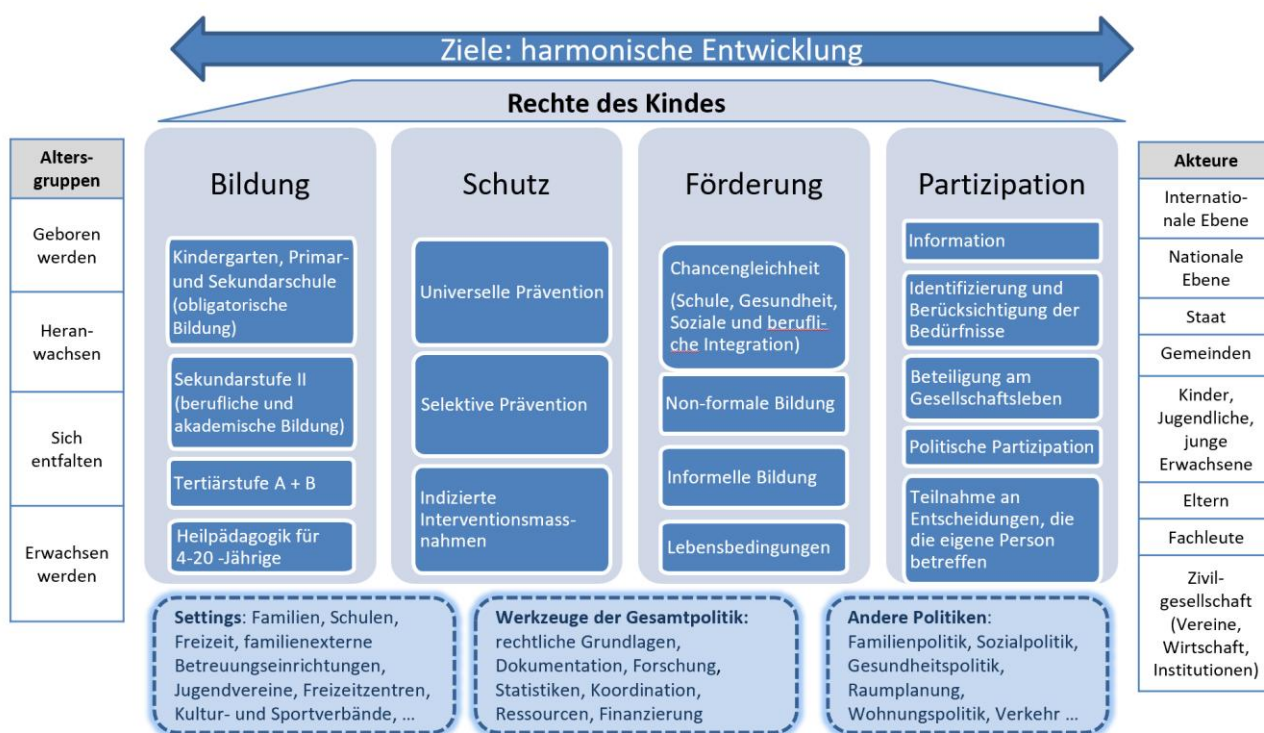 Ziele: harmonische Entwicklung
Rechte des Kindes
Alters-
gruppen
Geboren
werden
Heran-
wachsen
Sich
entfalten
Erwachsen
werden
Bildung
Kindergarten, Primar-
und Sekundarschule
(obligatorische
Bildung)
Sekundarstufe II
(berufliche und
akademische Bildung)
Tertiärstufe A + B
Heilpädagogik für
4-20 -Jährige
Schutz
Universelle Prävention
Selektive Prävention
Indizierte
Interventionsmass-
nahmen
Förderung
Chancengleichheit
(Schule, Gesundheit,
Soziale und berufli-
che Integration)
Non-formale Bildung
Informelle Bildung
Lebensbedingungen
Partizipation
Information
Identifizierung und
Berücksichtigung der
Bedürfnisse
Beteiligung am
Gesellschaftsleben
Politische Partizipation
Teilnahme an
Entscheidungen, die
die eigene Person
betreffen
Akteure
Internatio-
nale Ebene
Nationale
Ebene
Staat
Gemeinden
Kinder,
Jugendliche,
junge
Erwachsene
Eltern
Fachleute
Zivil-
gesellschaft
(Vereine,
Wirtschaft,
Institutionen)
Settings: Familien, Schulen,
Freizeit, familienexterne
Betreuungseinrichtungen,
Jugendvereine, Freizeitzentren,
Kultur- und Sportverbände, ...
Werkzeuge der Gesamtpolitik:
rechtliche Grundlagen,
Dokumentation, Forschung,
Statistiken, Koordination,
Ressourcen, Finanzierung
Andere Politiken:
Familienpolitik, Sozialpolitik,
Gesundheitspolitik,
Raumplanung,
Wohnungspolitik, Verkehr ...